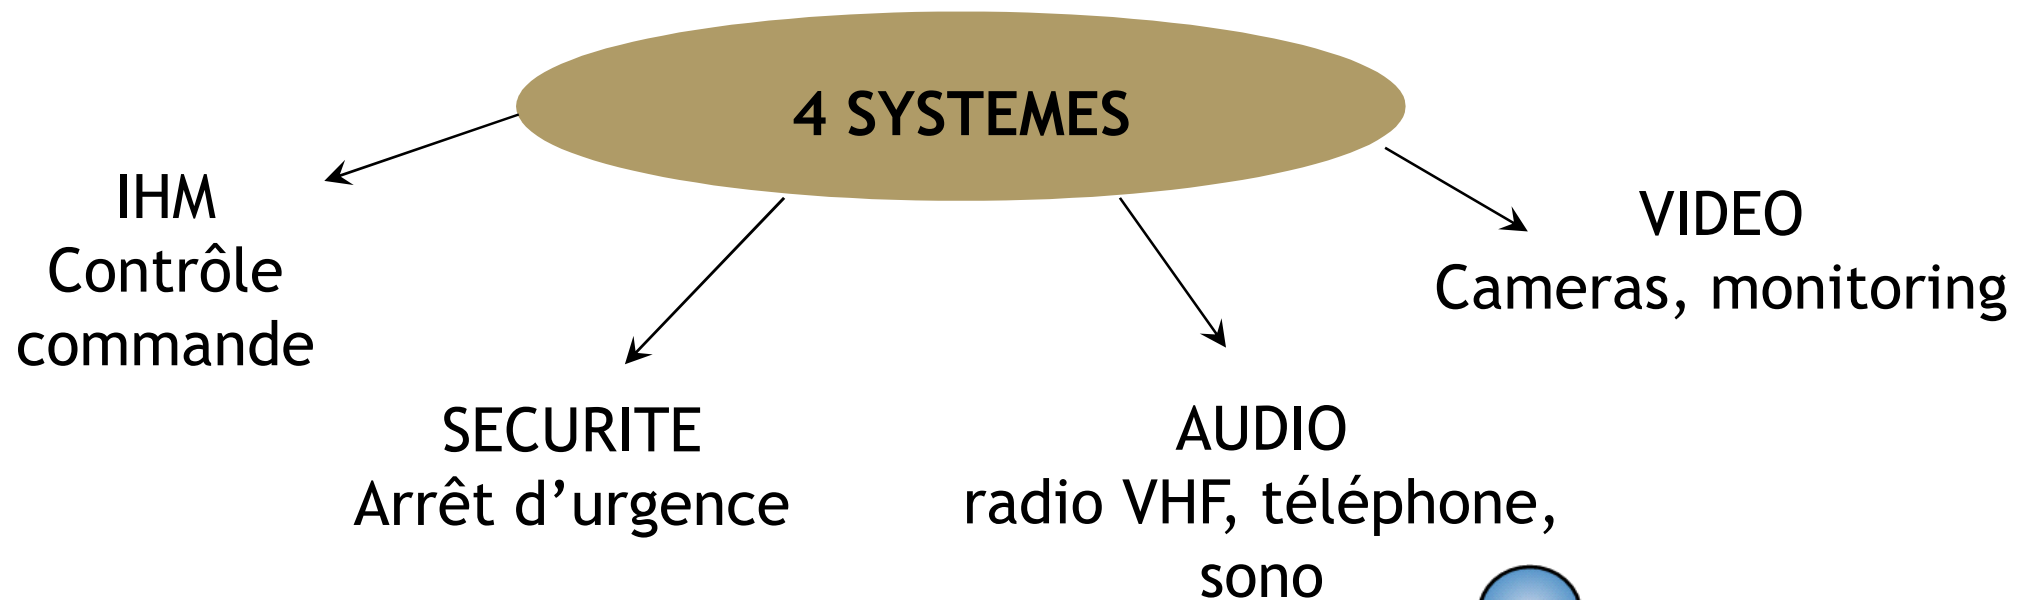 4 SYSTEMES
IHM
Contrôle
commande
SECURITE
Arrêt d’urgence
AUDIO
radio VHF, téléphone,
sono
VIDEO
Cameras, monitoring